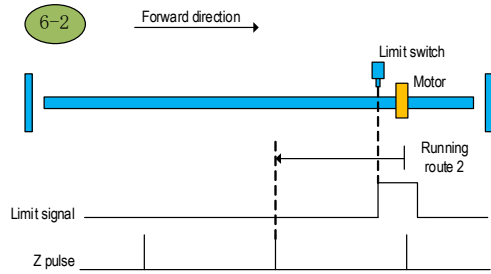 6-2
Forward direction
Limit switch
Motor
Running
route 2
Limit signal
Z pulse